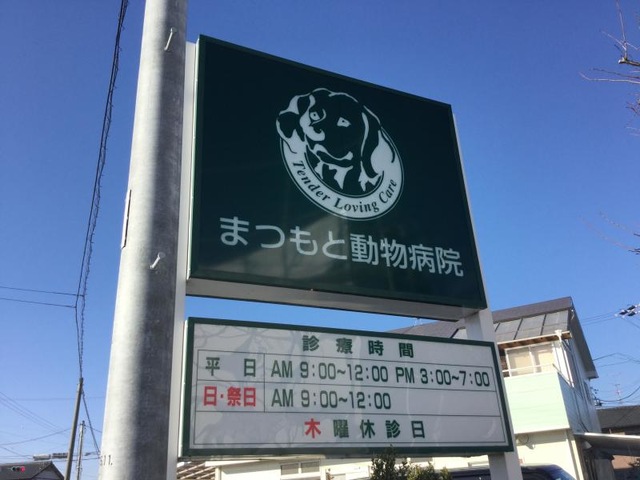 Tender Loving Care
まつもと動物病院
診療時間
平日 AM 9:00~12:00 PM 3:00~7:00
日・祭日 AM 9:00~12:00
木曜休診日